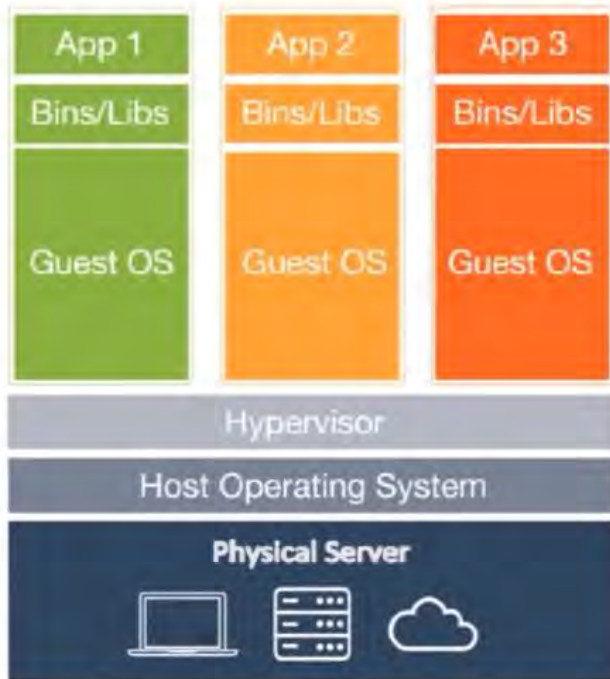 App 1 App 2 App 3
Bins/Libs Bins/Libs Bins/Libs
Guest OS Guest OS Guest OS
Hypervisor
Host Operating System
Physical Server